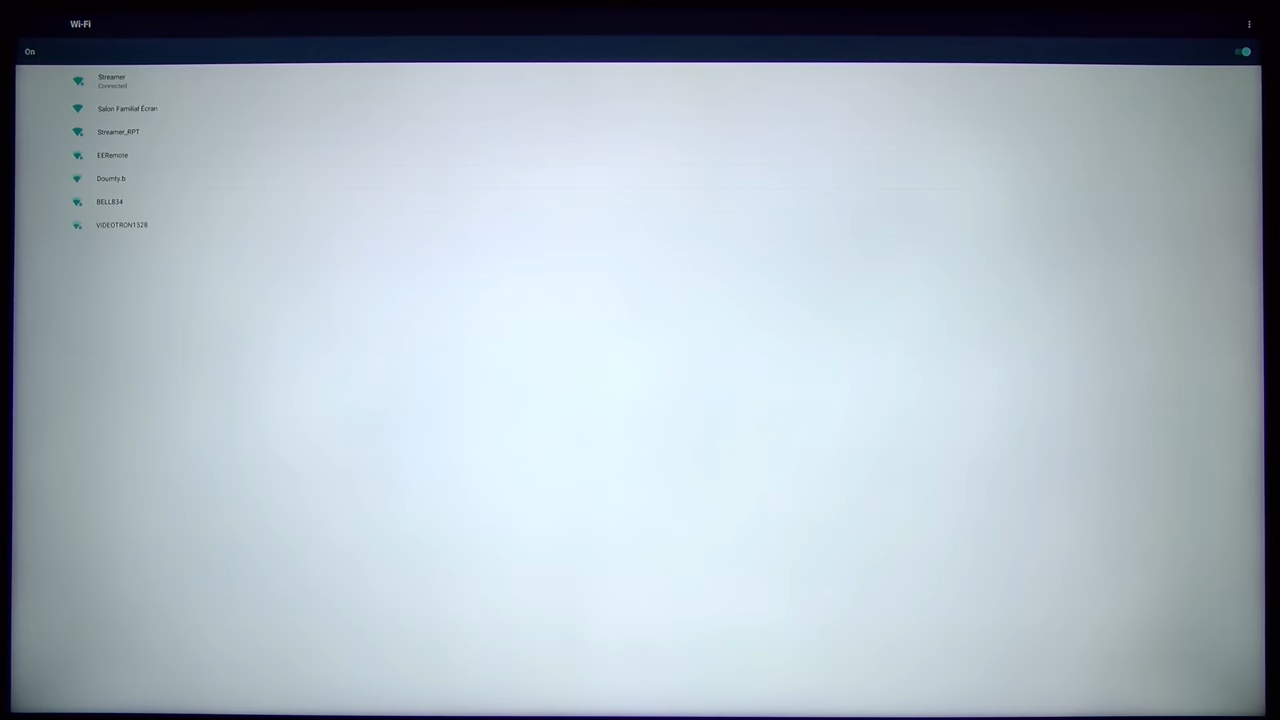 Wi-Fi
On
Streamer
Connected
Salon Familial Écran
Streamer_RPT
EERemote
Doumty.b
BELL834
VIDEOTRON1528